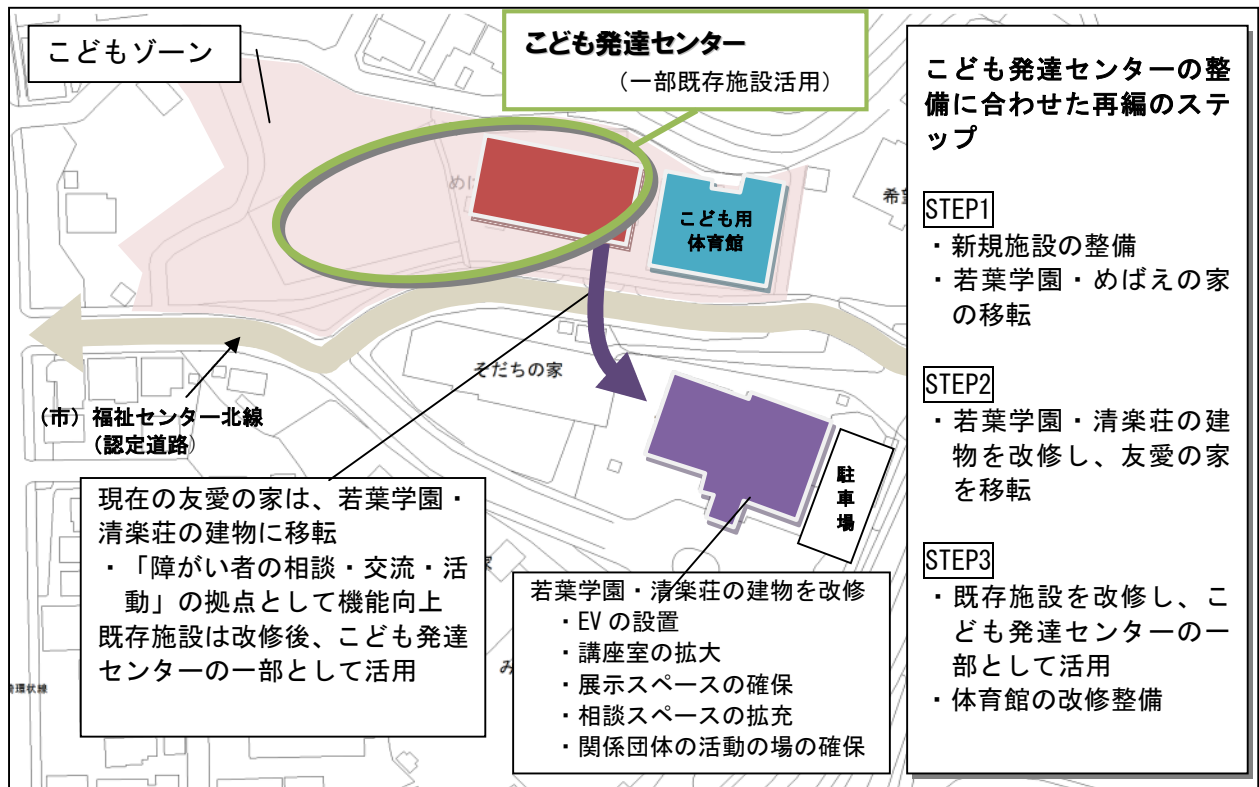 こどもゾーン
こども発達センター
（一部既存施設活用）
めば
こども用
体育館
希望
そだちの家
（市）福祉センター北線
（認定道路）
駐車場
現在の友愛の家は、若葉学園・
清楽荘の建物に移転
・「障がい者の相談・交流・活
動」の拠点として機能向上
既存施設は改修後、こども発達
センターの一部として活用
家
み
環状線
若葉学園・清楽荘の建物を改修
・EVの設置
・講座室の拡大
・展示スペースの確保
・相談スペースの拡充
・関係団体の活動の場の確保
こども発達センターの整
備に合わせた再編のステ
ップ
STEP1
・新規施設の整備
・若葉学園・めばえの家
の移転
STEP2
・若葉学園・清楽荘の建
物を改修し、友愛の家
を移転
STEP3
・既存施設を改修し、こ
ども発達センターの一
部として活用
・体育館の改修整備